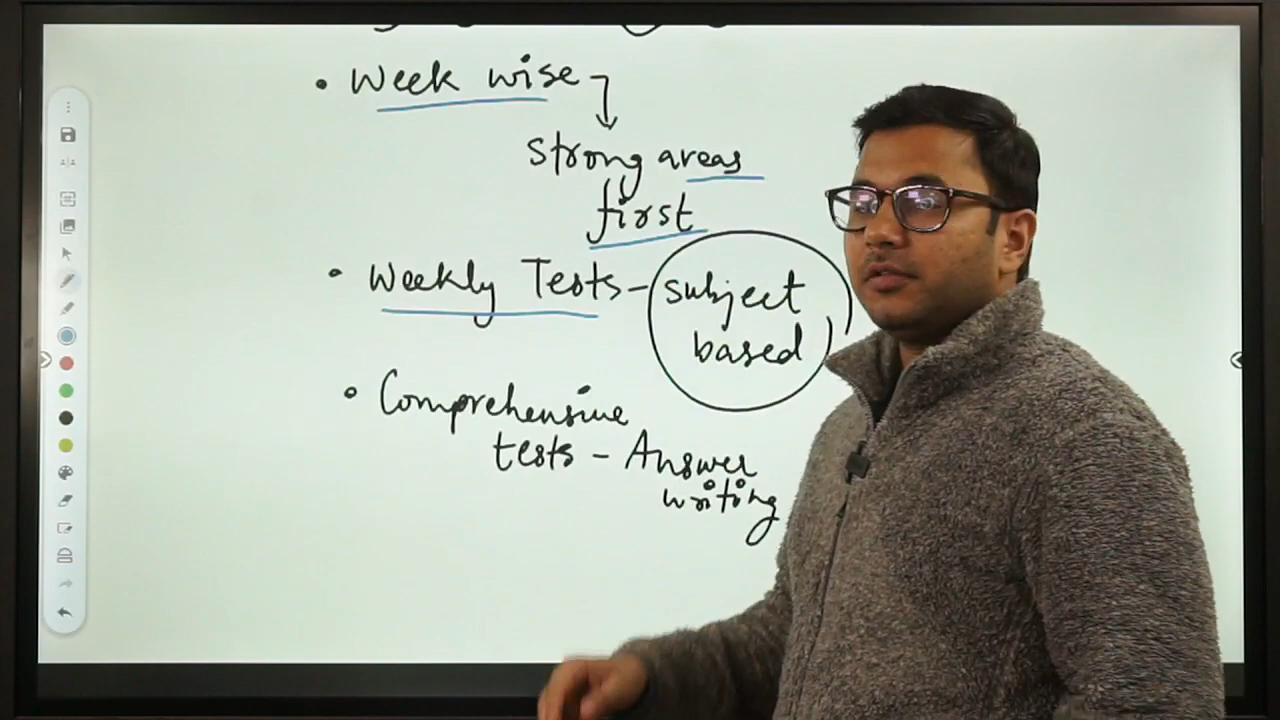 • Week wise
strong areas
first
• Weekly Tests - subject
based
• Comprehensive
tests - Answer
writing